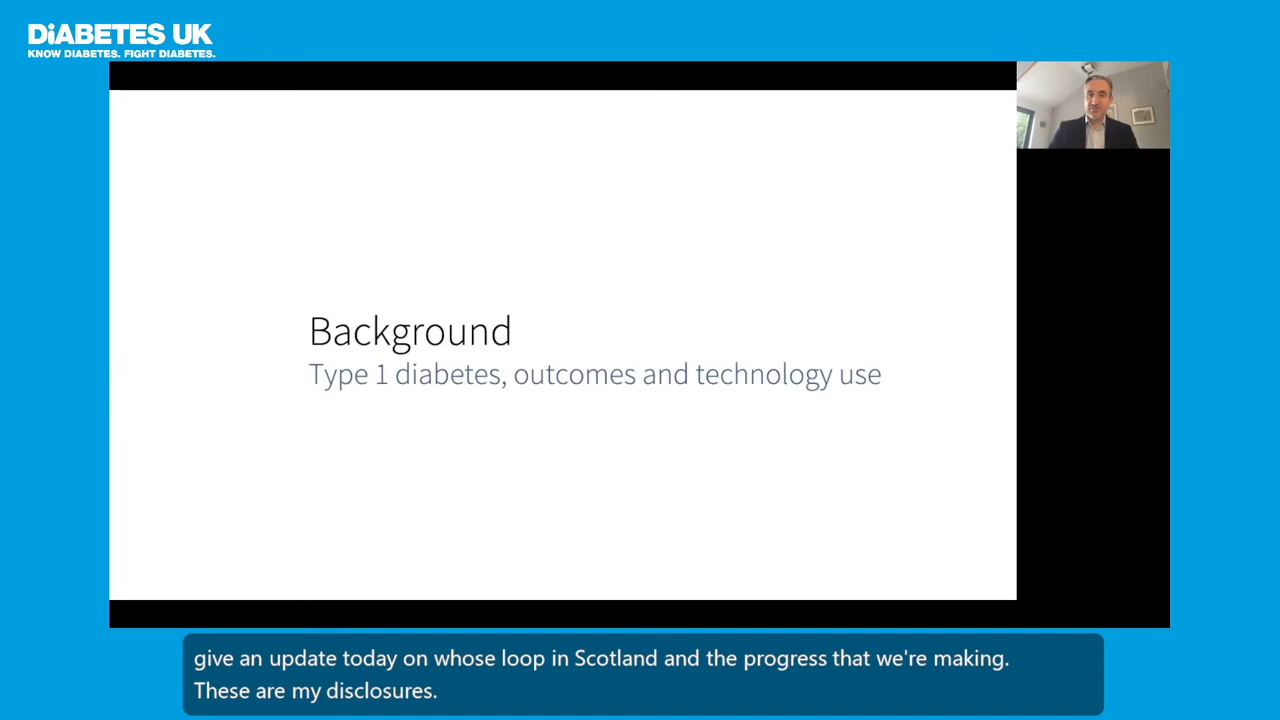 DiABETES UK
KNOW DIABETES. FIGHT DIABETES.
Background
Type 1 diabetes, outcomes and technology use
give an update today on whose loop in Scotland and the progress that we're making.
These are my disclosures.